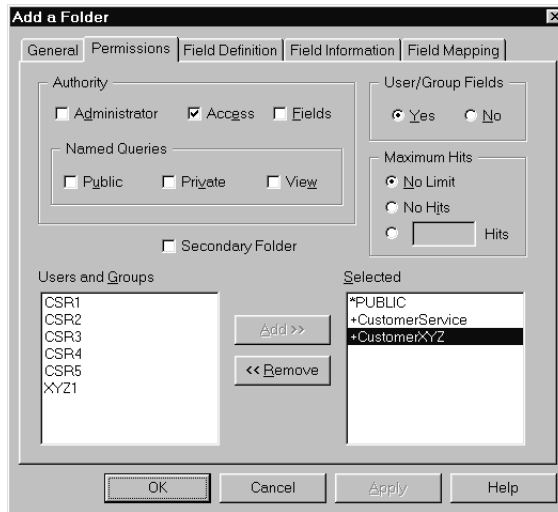 Add a Folder
General Permissions Field Definition Field Information Field Mapping
Authority
Administrator Access Fields
Named Queries
Public Private View
User/Group Fields
Yes No
Maximum Hits
No Limit
No Hits
Hits
Secondary Folder
Users and Groups
CSR1
CSR2
CSR3
CSR4
CSR5
XYZ1
Add >>
<< Remove
Selected
*PUBLIC
+CustomerService
+CustomerXYZ
OK Cancel Apply Help